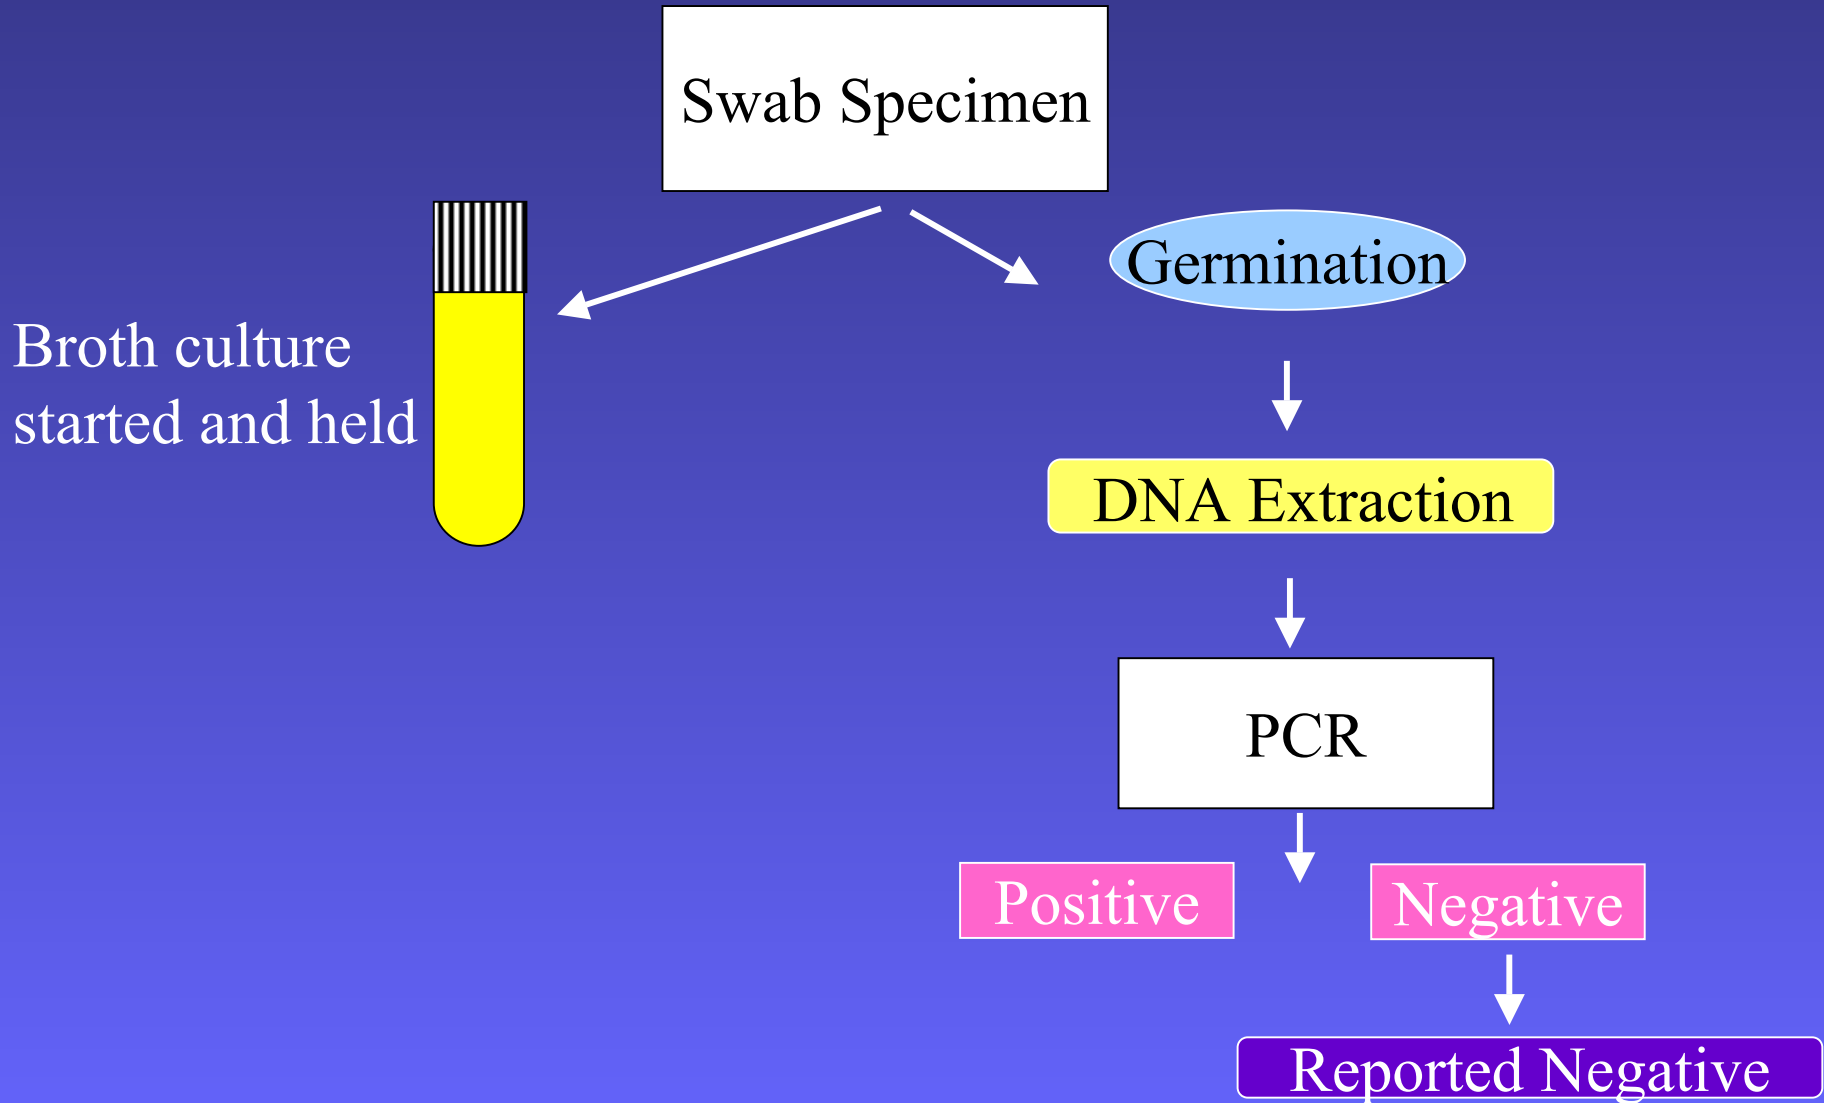 Swab Specimen
Germination
Broth culture
started and held
DNA Extraction
PCR
Positive
Negative
Reported Negative